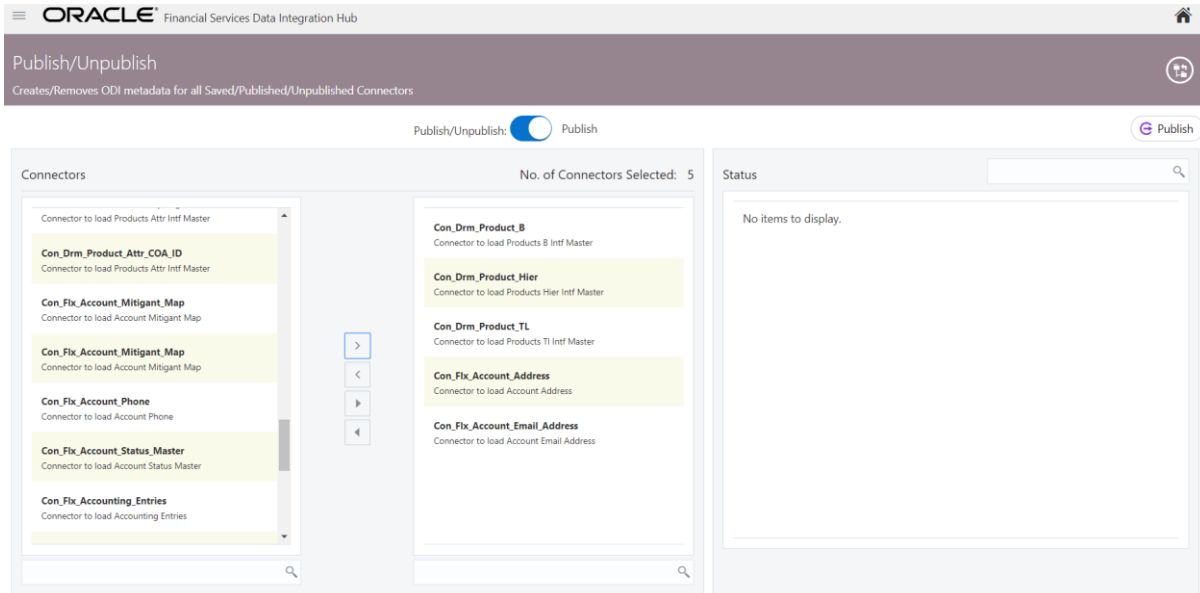 ORACLE® Financial Services Data Integration Hub
Publish/Unpublish
Creates/Removes ODI metadata for all Saved/Published/Unpublished Connectors
Publish/Unpublish: Publish
Publish
Connectors
No. of Connectors Selected: 5
Connector to load Products Attr Intf Master
Con_Drm_Product_Attr_COA_ID
Connector to load Products Attr Intf Master
Con_Flx_Account_Mitigant_Map
Connector to load Account Mitigant Map
Con_Flx_Account_Mitigant_Map
Connector to load Account Mitigant Map
Con_Flx_Account_Phone
Connector to load Account Phone
Con_Flx_Account_Status_Master
Connector to load Account Status Master
Con_Flx_Accounting_Entries
Connector to load Accounting Entries
Con_Drm_Product_B
Connector to load Products B Intf Master
Con_Drm_Product_Hier
Connector to load Products Hier Intf Master
Con_Drm_Product_TL
Connector to load Products Tl Intf Master
Con_Flx_Account_Address
Connector to load Account Address
Con_Flx_Account_Email_Address
Connector to load Account Email Address
Status
No items to display.